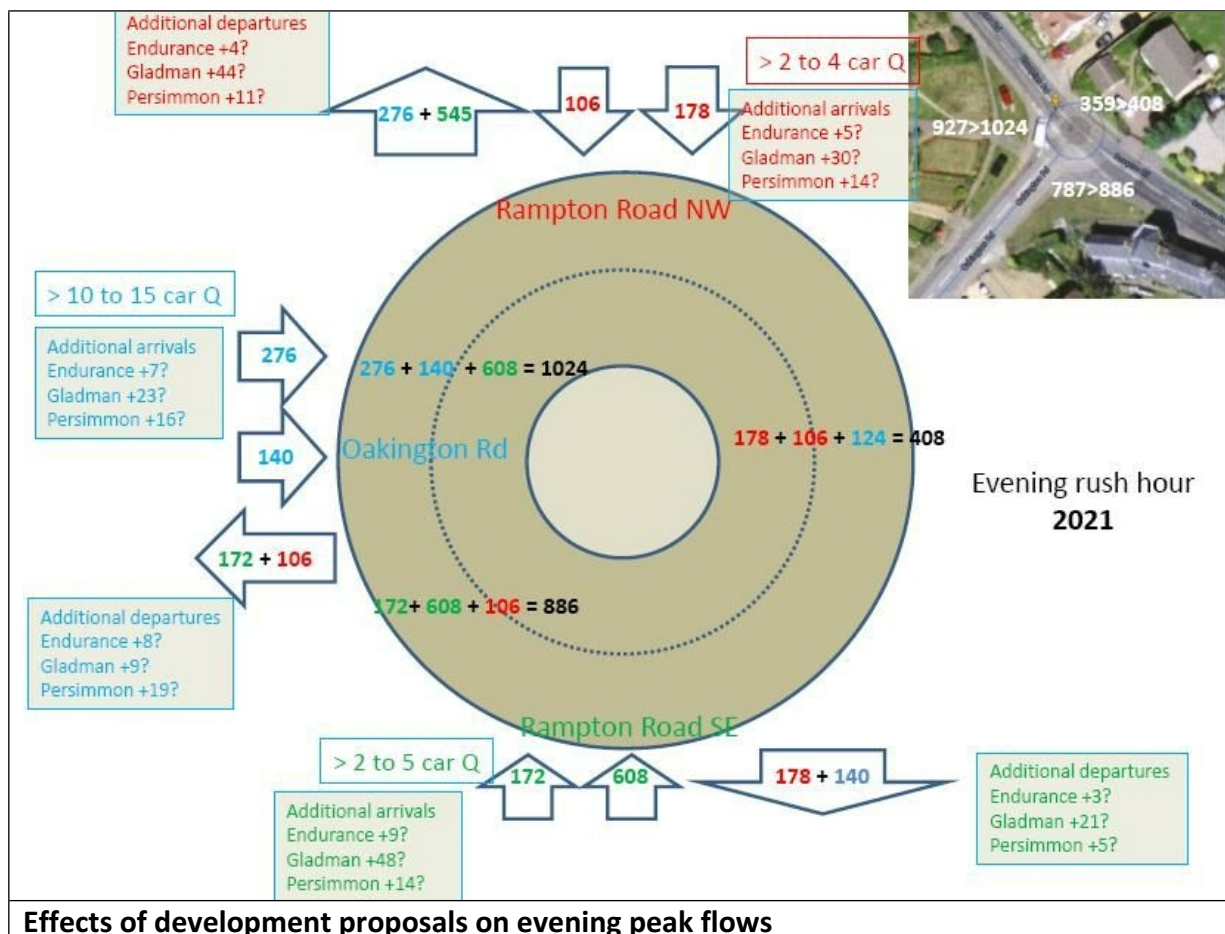 Additional departures
Endurance +4?
Gladman +44?
Persimmon +11?
276 + 545
106
178
> 2 to 4 car Q
Additional arrivals
Endurance +5?
Gladman +30?
Persimmon +14?
359>408
927>1024
787>886
Rampton Road NW
> 10 to 15 car Q
Additional arrivals
Endurance +7?
Gladman +23?
Persimmon +16?
276
140
276 + 140 + 608 = 1024
Oakington Rd
178 + 106 + 124 = 408
Evening rush hour
2021
172 + 106
Additional departures
Endurance +8?
Gladman +9?
Persimmon +19?
172+ 608 + 106 = 886
Rampton Road SE
> 2 to 5 car Q
Additional arrivals
Endurance +9?
Gladman +48?
Persimmon +14?
172
608
178 + 140
Additional departures
Endurance +3?
Gladman +21?
Persimmon +5?
Effects of development proposals on evening peak flows